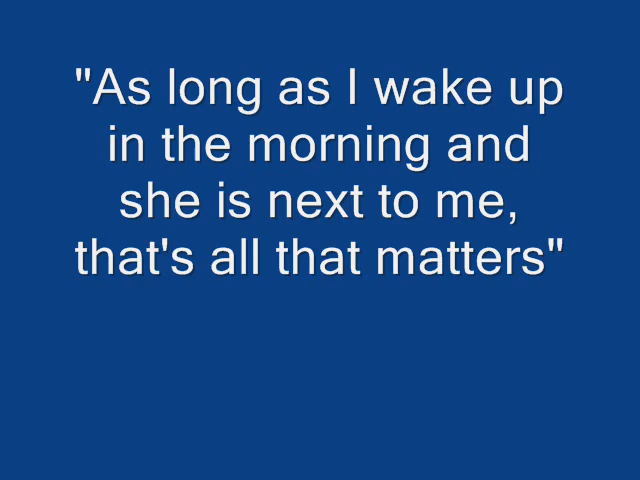 "As long as I wake up
in the morning and
she is next to me,
that's all that matters"